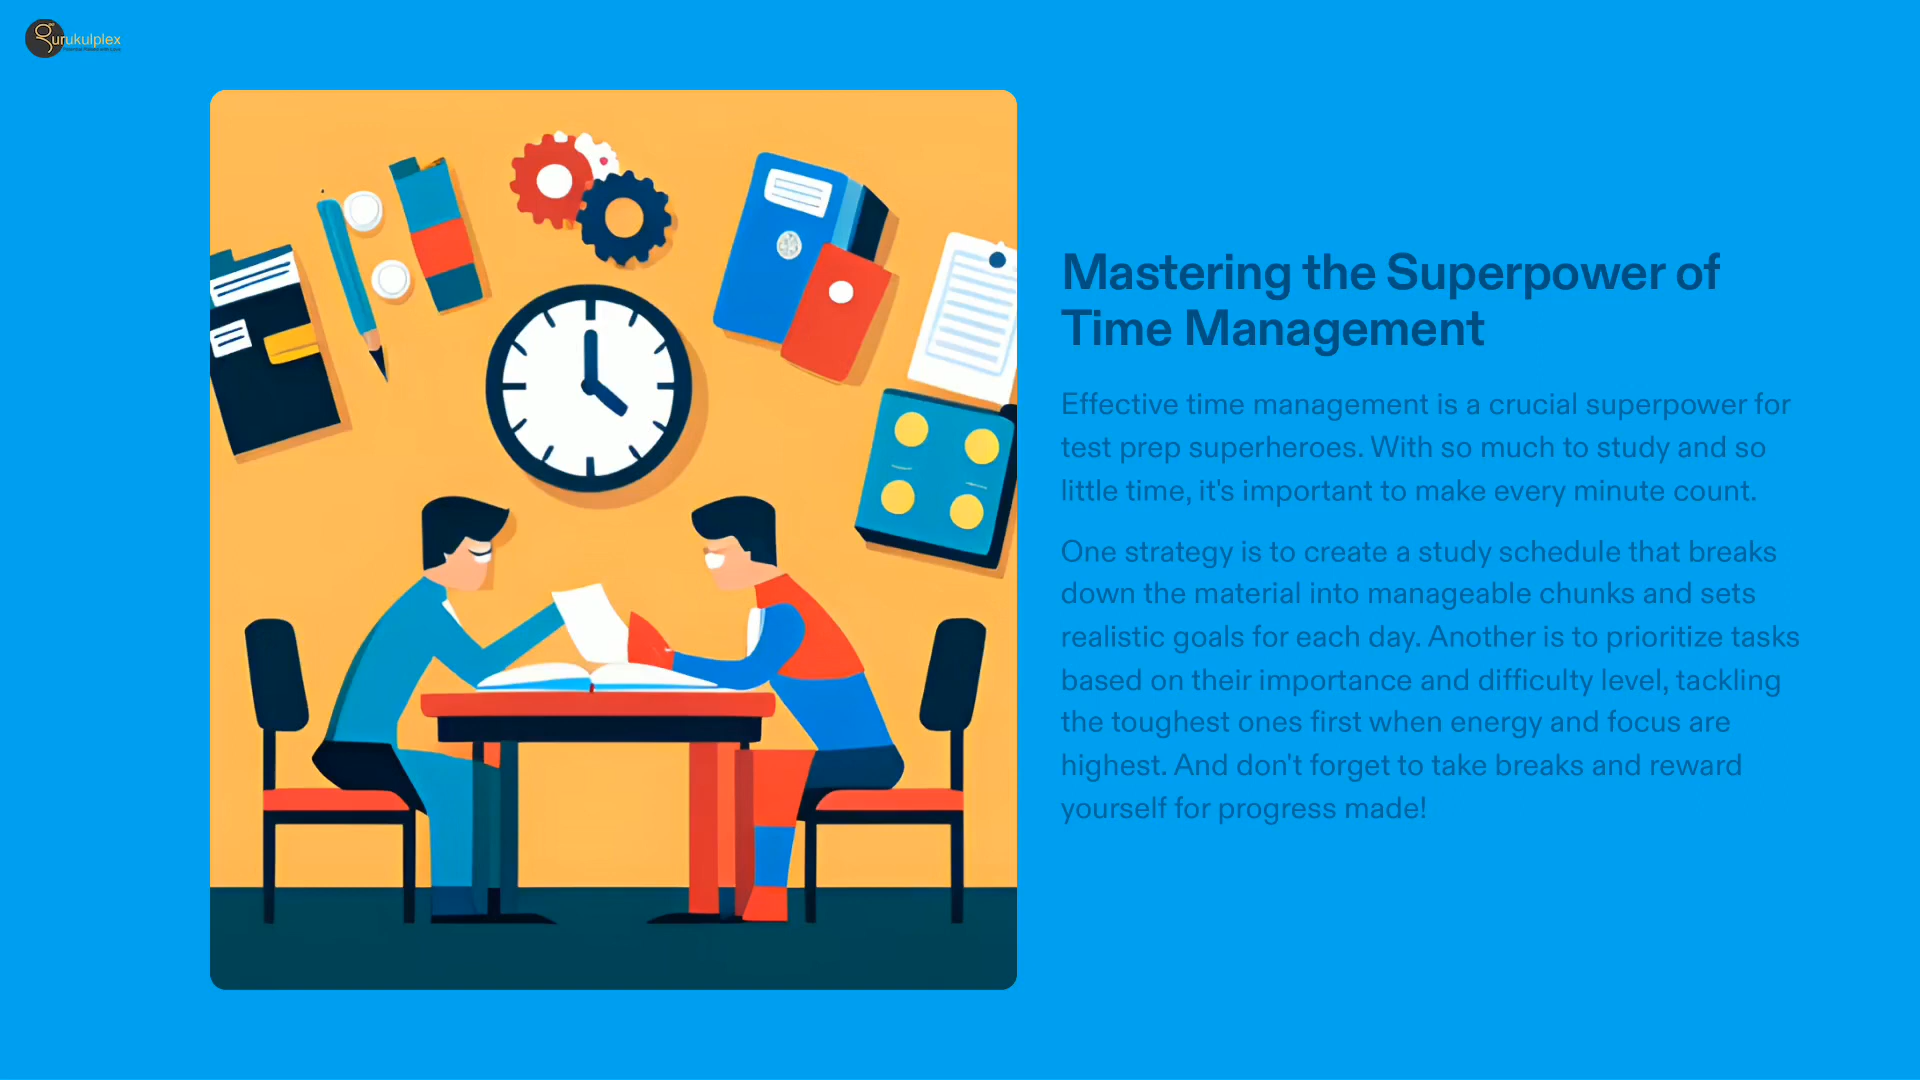 gurukulplex
Mastering the Superpower of
Time Management
Effective time management is a crucial superpower for
test prep superheroes. With so much to study and so
little time, it's important to make every minute count.
One strategy is to create a study schedule that breaks
down the material into manageable chunks and sets
realistic goals for each day. Another is to prioritize tasks
based on their importance and difficulty level, tackling
the toughest ones first when energy and focus are
highest. And don't forget to take breaks and reward
yourself for progress made!